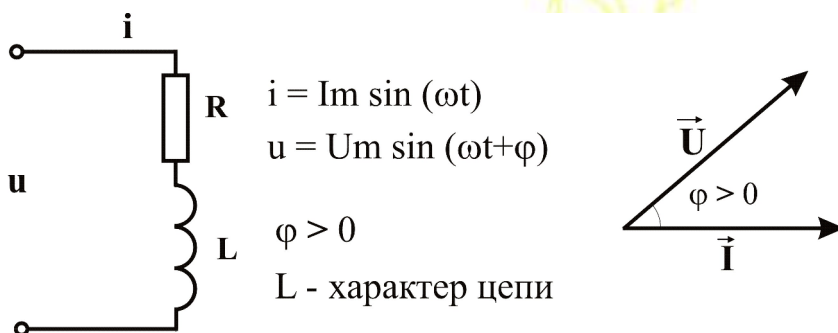 i
R
i = Im sin (ωt)
u = Um sin (ωt+φ)
u
L
φ > 0
L - характер цепи
U
φ > 0
I